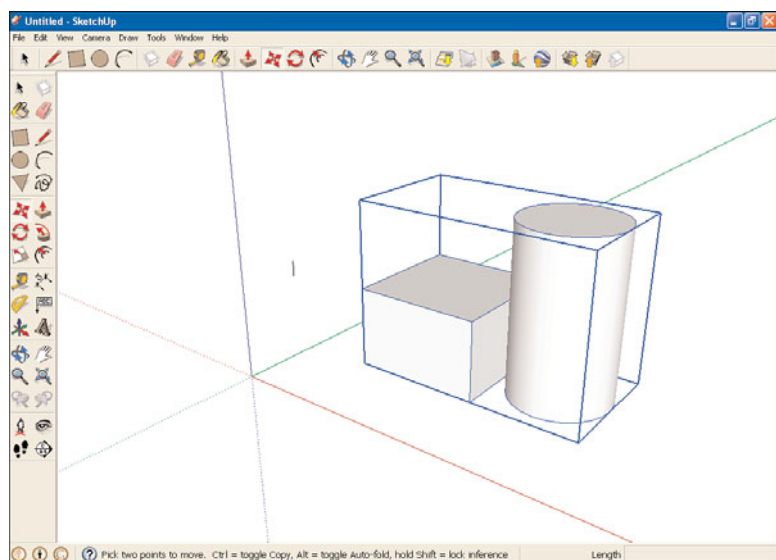 Untitled - SketchUp
File Edit View Camera Draw Tools Window Help
Pick two points to move. Ctrl = toggle Copy, Alt = toggle Auto-fold, hold Shift = lock inference Length